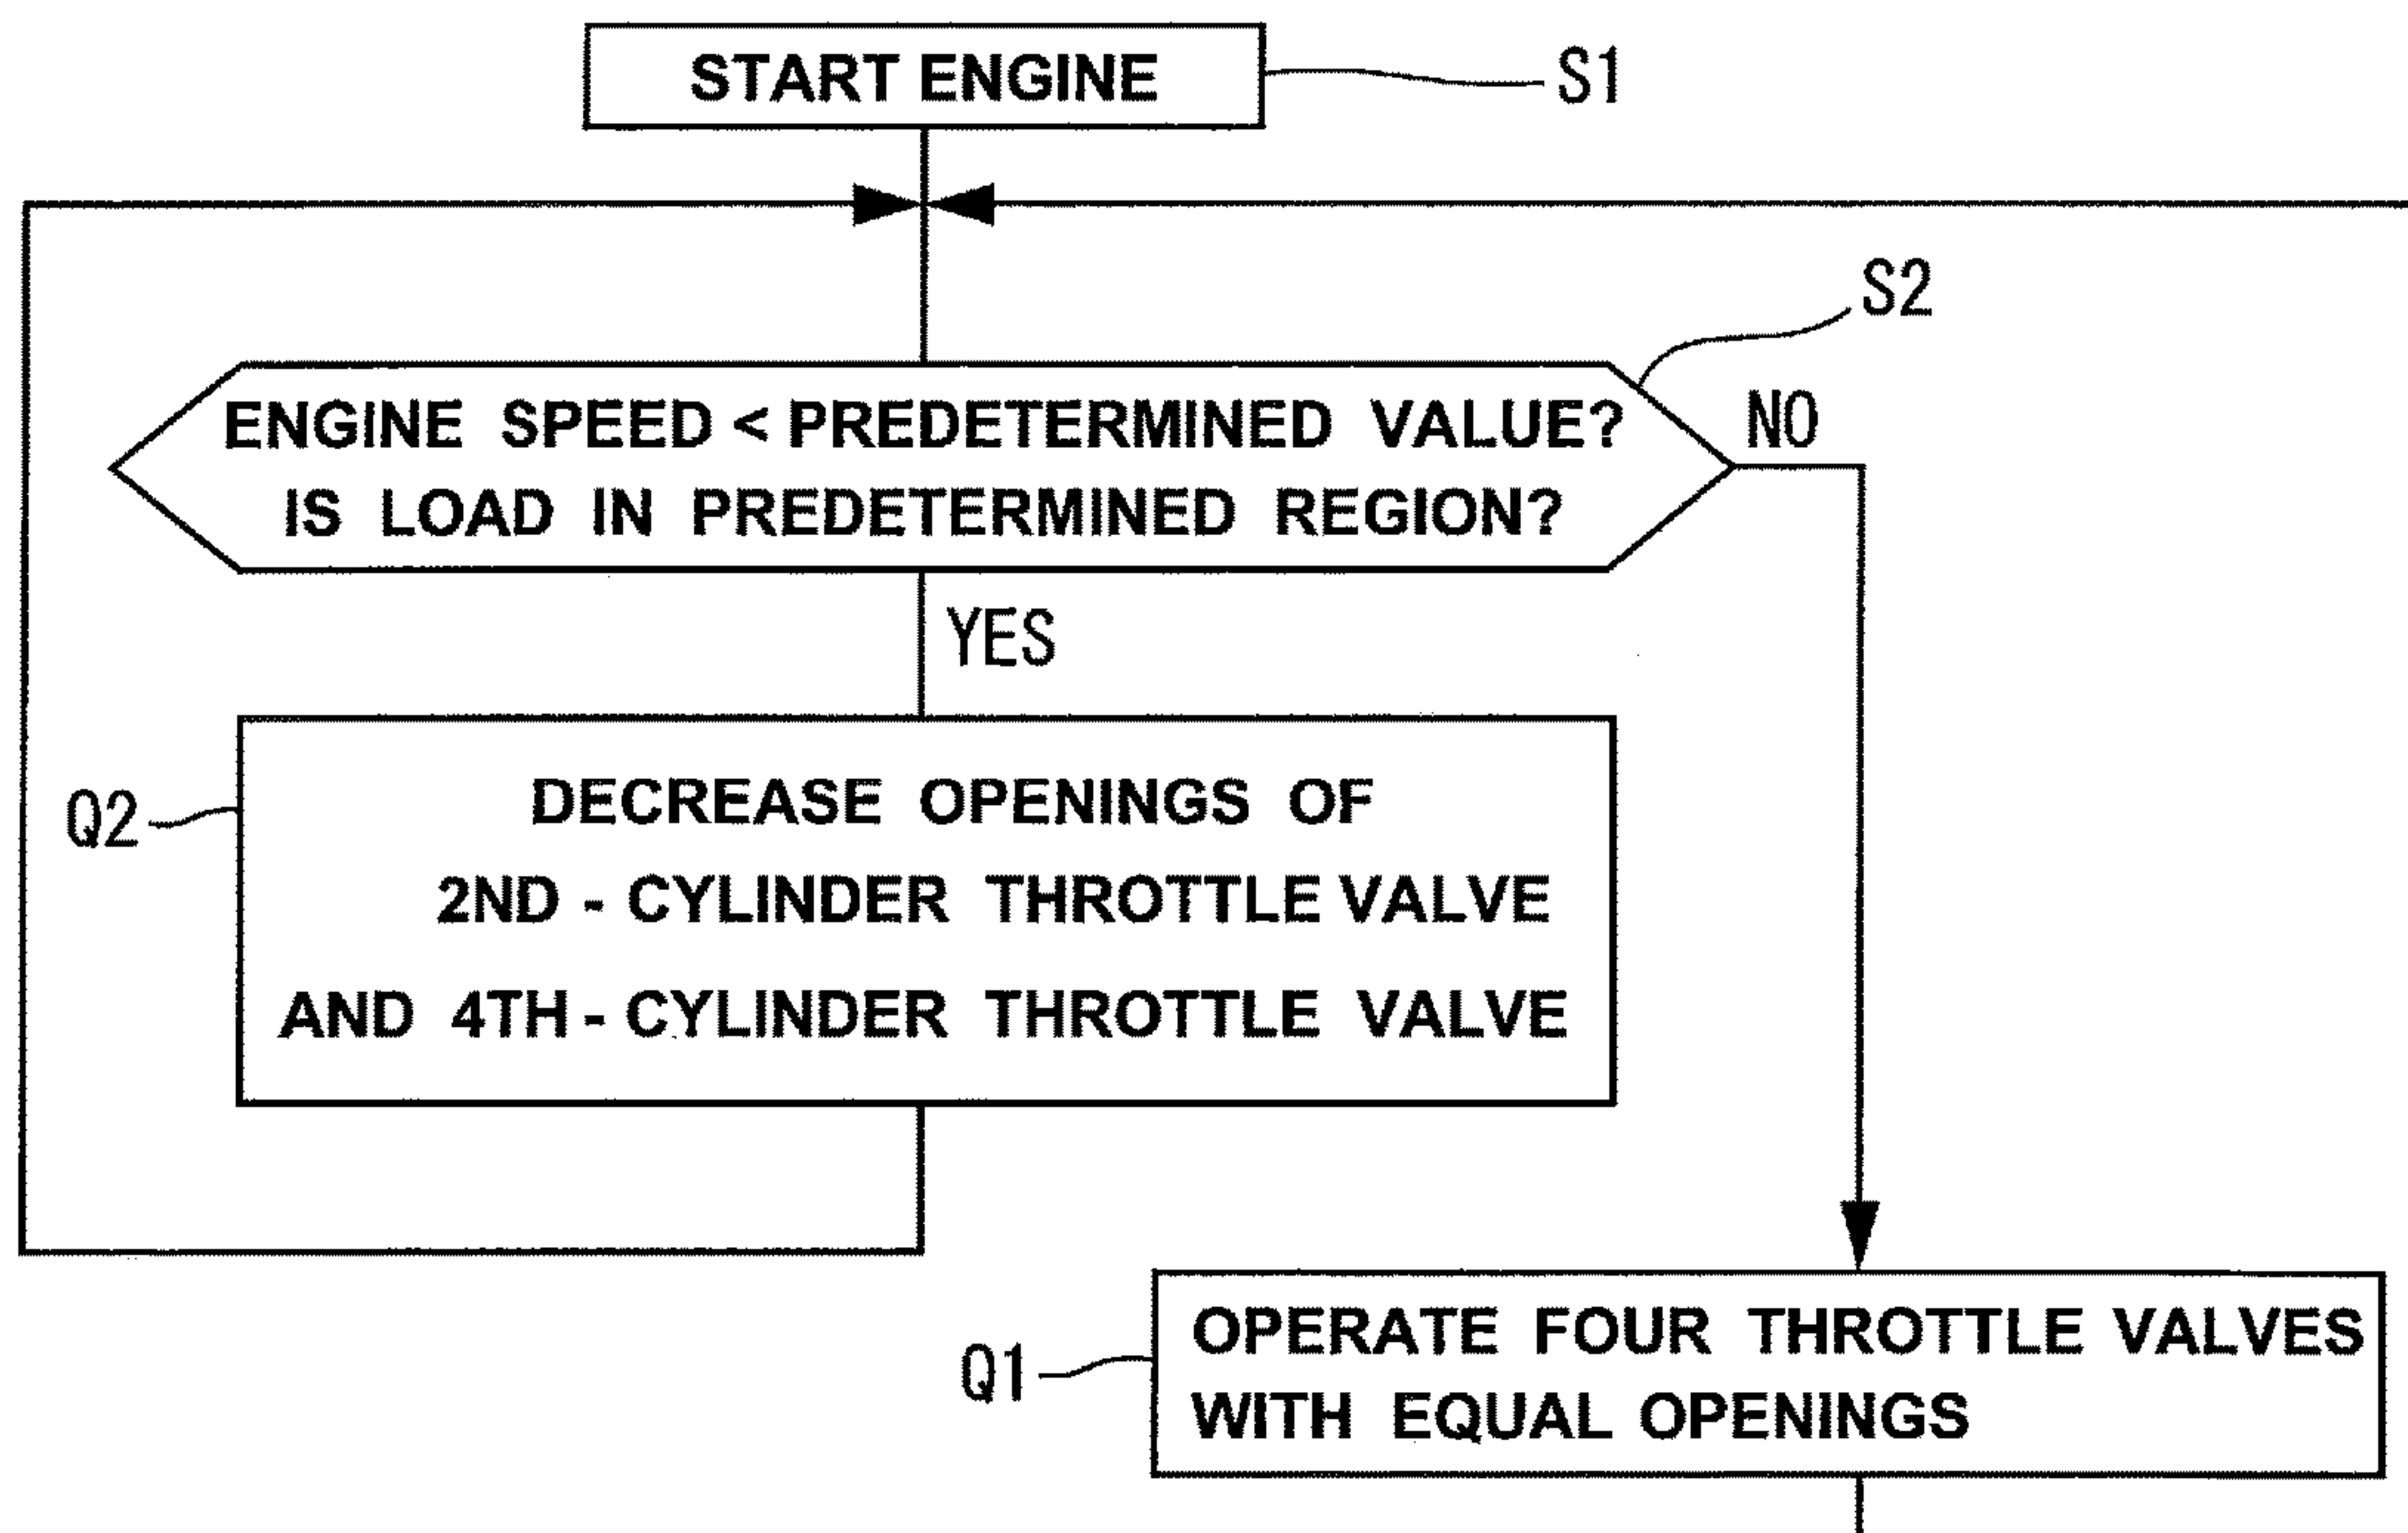 START ENGINE
S1
S2
ENGINE SPEED < PREDETERMINED VALUE?
IS LOAD IN PREDETERMINED REGION?
NO
YES
Q2
DECREASE OPENINGS OF
2ND - CYLINDER THROTTLE VALVE
AND 4TH - CYLINDER THROTTLE VALVE
Q1
OPERATE FOUR THROTTLE VALVES
WITH EQUAL OPENINGS